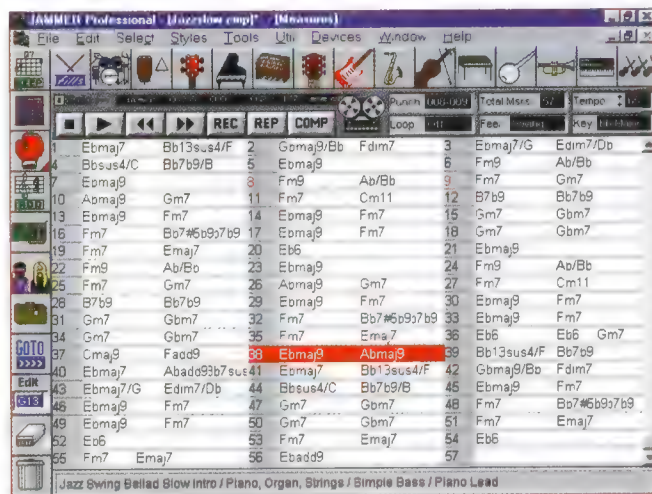 JAMMER Professional - [Jazzslow.cmp]* - [Measures]
File Edit Select Styles Tools Util Devices Window Help
fills
Punch 008-009 Total Msrs 57 Tempo
REC REP COMP Loop Off Feel Key
Ebmaj7 Bb13sus4/F 2 Gbmaj9/Bb Fdim7 3 Ebmaj7/G Edim7/Db
4 Bbsus4/C Bb7b9/B 5 Ebmaj9 6 Fm9 Ab/Bb
7 Ebmaj9 8 Fm9 Ab/Bb 9 Fm7 Gm7
10 Abmaj9 Gm7 11 Fm7 Cm11 12 B7b9 Bb7b9
13 Ebmaj9 Fm7 14 Ebmaj9 Fm7 15 Gm7 Gbm7
16 Fm7 Bb7#5b9b7b9 17 Ebmaj9 Fm7 18 Gm7 Gbm7
19 Fm7 Emaj7 20 Eb6 21 Ebmaj9
22 Fm9 Ab/Bb 23 Ebmaj9 24 Fm9 Ab/Bb
25 Fm7 Gm7 26 Abmaj9 Gm7 27 Fm7 Cm11
28 B7b9 Bb7b9 29 Ebmaj9 Fm7 30 Ebmaj9 Fm7
31 Gm7 Gbm7 32 Fm7 Bb7#5b9b7b9 33 Ebmaj9 Fm7
34 Gm7 Gbm7 35 Fm7 Emaj7 36 Eb6 Eb6 Gm7
GOTO
37 Cmaj9 Fadd9 38 Ebmaj9 Abmaj9 39 Bb13sus4/F Bb7b9
40 Ebmaj7 Abadd93b7sus 41 Ebmaj7 Bb13sus4/F 42 Gbmaj9/Bb Fdim7
Edit
43 Ebmaj7/G Edim7/Db 44 Bbsus4/C Bb7b9/B 45 Ebmaj9 Fm7
G13
46 Ebmaj9 Fm7 47 Gm7 Gbm7 48 Fm7 Bb7#5b9b7b9
49 Ebmaj9 Fm7 50 Gm7 Gbm7 51 Fm7 Emaj7
52 Eb6 53 Fm7 Emaj7 54 Eb6
55 Fm7 Emaj7 56 Ebadd9 57
Jazz Swing Ballad Slow Intro / Piano, Organ, Strings / Simple Bass / Piano Lead